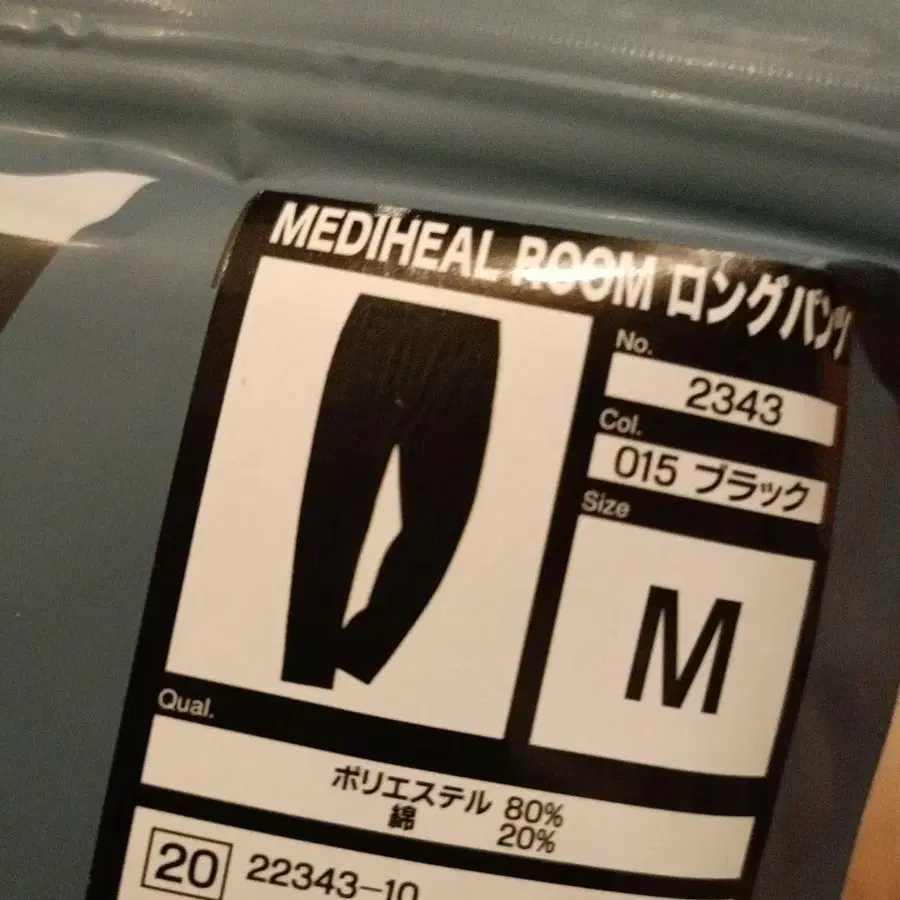 MEDIHEAL ROOM ロングパンツ
No.
2343
Col.
015 ブラック
Size
M
Qual.
ポリエステル 80%
綿 20%
20 22343-10